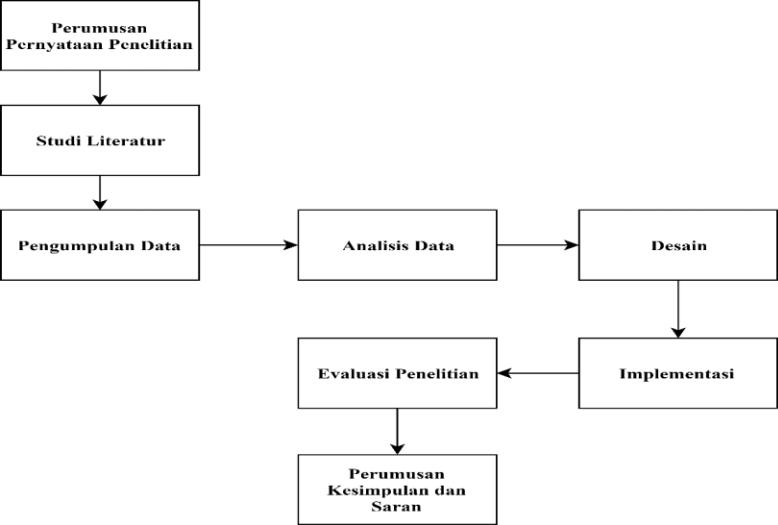 Perumusan
Pernyataan Penelitian
Studi Literatur
Pengumpulan Data
Analisis Data
Desain
Implementasi
Evaluasi Penelitian
Perumusan
Kesimpulan dan
Saran